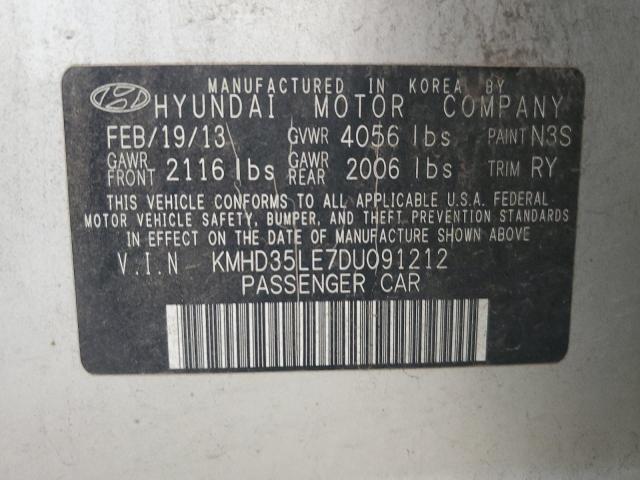 MANUFACTURED IN KOREA BY
HYUNDAI MOTOR COMPANY
FEB/19/13 GVWR 4056 lbs PAINT N3S
GAWR FRONT 2116 lbs GAWR REAR 2006 lbs TRIM RY
THIS VEHICLE CONFORMS TO ALL APPLICABLE U.S.A. FEDERAL
MOTOR VEHICLE SAFETY, BUMPER, AND THEFT PREVENTION STANDARDS
IN EFFECT ON THE DATE OF MANUFACTURE SHOWN ABOVE
V.I.N KMHD35LE7DU091212
PASSENGER CAR